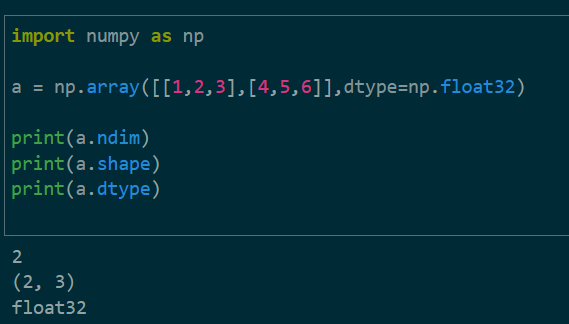 import numpy as np
a = np.array([[1,2,3],[4,5,6]],dtype=np.float32)
print(a.ndim)
print(a.shape)
print(a.dtype)
2
(2, 3)
float32